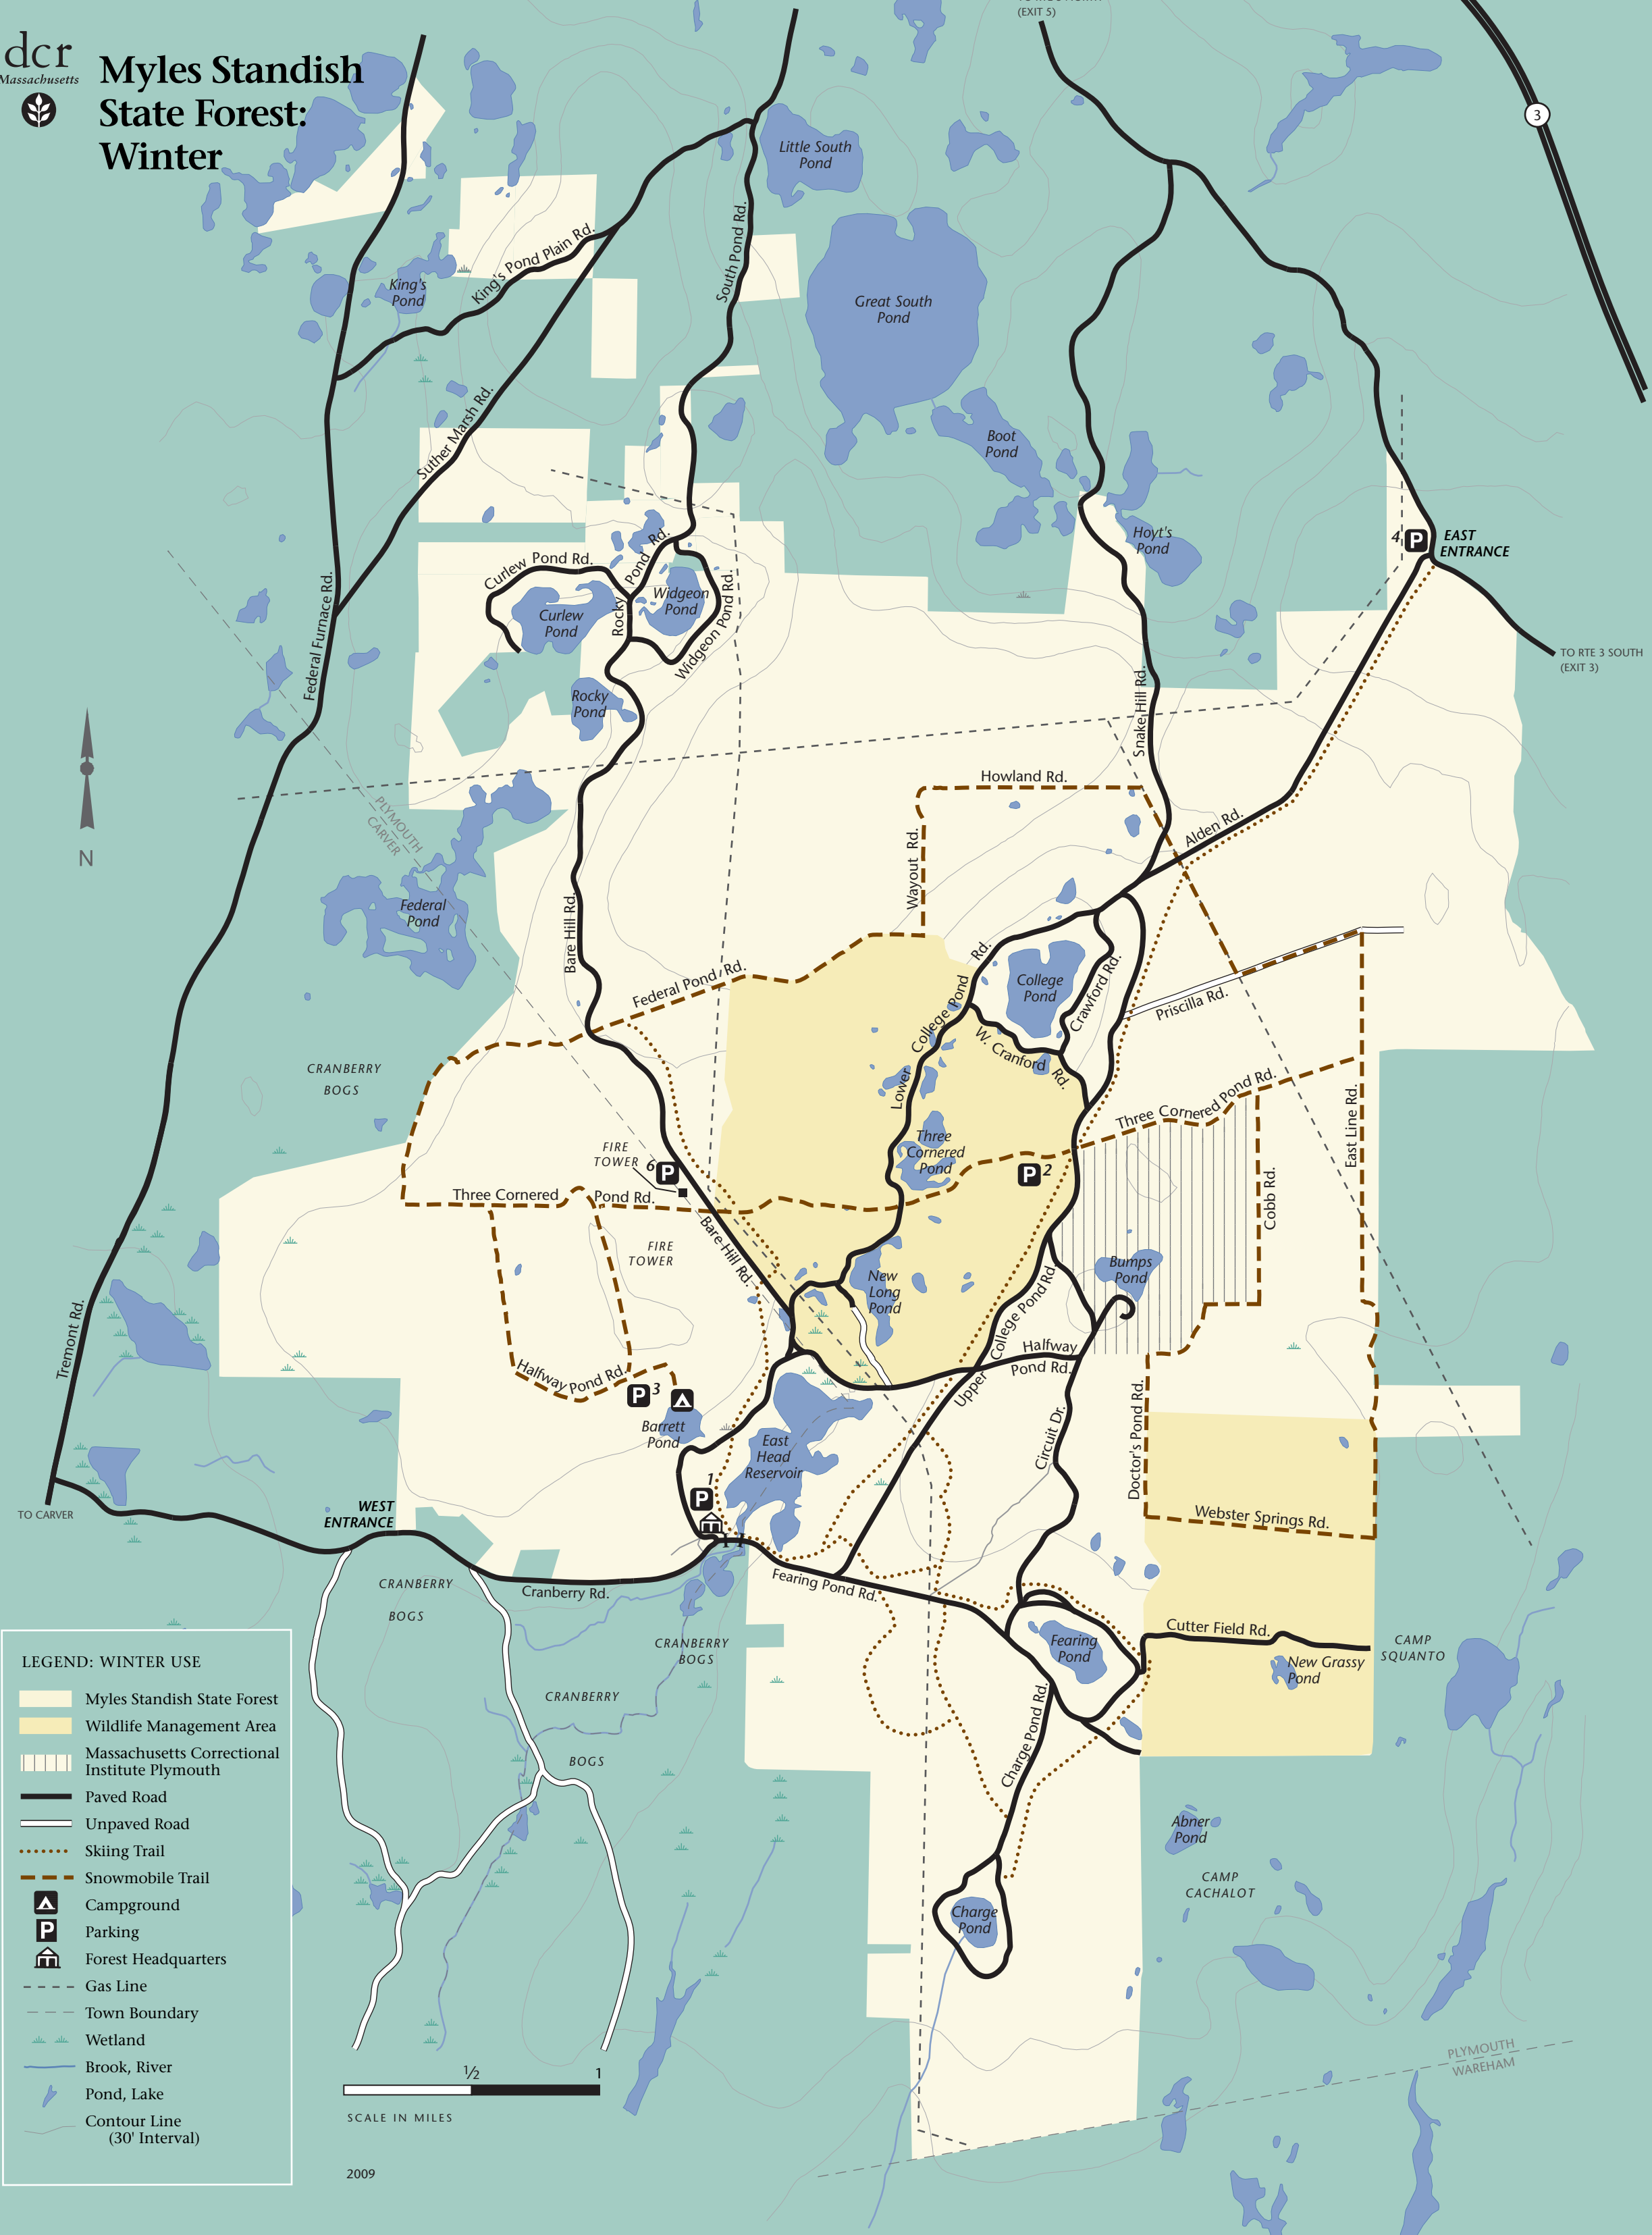 dcr
Massachusetts
Myles Standish
State Forest:
Winter
(EXIT 5)
3
Little South
Pond
South Pond Rd.
King's Pond Plain Rd.
King's
Pond
Great South
Pond
Suther Marsh Rd.
Boot
Pond
Hoyt's
Pond
4 P
EAST
ENTRANCE
TO RTE 3 SOUTH
(EXIT 3)
Curlew Pond Rd.
Rocky Pond Rd.
Curlew
Pond
Widgeon
Pond
Widgeon Pond Rd.
Federal Furnace Rd.
Rocky
Pond
Snake Hill Rd.
N
PLYMOUTH
CARVER
Howland Rd.
Alden Rd.
Wayout Rd.
Federal
Pond
Bare Hill Rd.
Federal Pond Rd.
Lower College Pond Rd.
College
Pond
Crawford Rd.
W. Cranford Rd.
Priscilla Rd.
CRANBERRY
BOGS
Three Cornered Pond Rd.
East Line Rd.
FIRE
TOWER
6 P
Three
Cornered
Pond
P 2
Three Cornered Pond Rd.
Cobb Rd.
Bare Hill Rd.
FIRE
TOWER
New
Long
Pond
Bumps
Pond
Upper College Pond Rd.
Halfway
Pond Rd.
Tremont Rd.
Halfway Pond Rd.
P 3
Barrett
Pond
East
Head
Reservoir
Circuit Dr.
Doctor's Pond Rd.
1
P
Webster Springs Rd.
TO CARVER
WEST
ENTRANCE
Cranberry Rd.
Fearing Pond Rd.
CRANBERRY
BOGS
CRANBERRY
BOGS
Fearing
Pond
Cutter Field Rd.
New Grassy
Pond
CAMP
SQUANTO
CRANBERRY
BOGS
Charge Pond Rd.
Abner
Pond
CAMP
CACHALOT
Charge
Pond
PLYMOUTH
WAREHAM
LEGEND: WINTER USE
Myles Standish State Forest
Wildlife Management Area
Massachusetts Correctional
Institute Plymouth
Paved Road
Unpaved Road
Skiing Trail
Snowmobile Trail
Campground
P Parking
Forest Headquarters
Gas Line
Town Boundary
Wetland
Brook, River
Pond, Lake
Contour Line
(30' Interval)
½ 1
SCALE IN MILES
2009